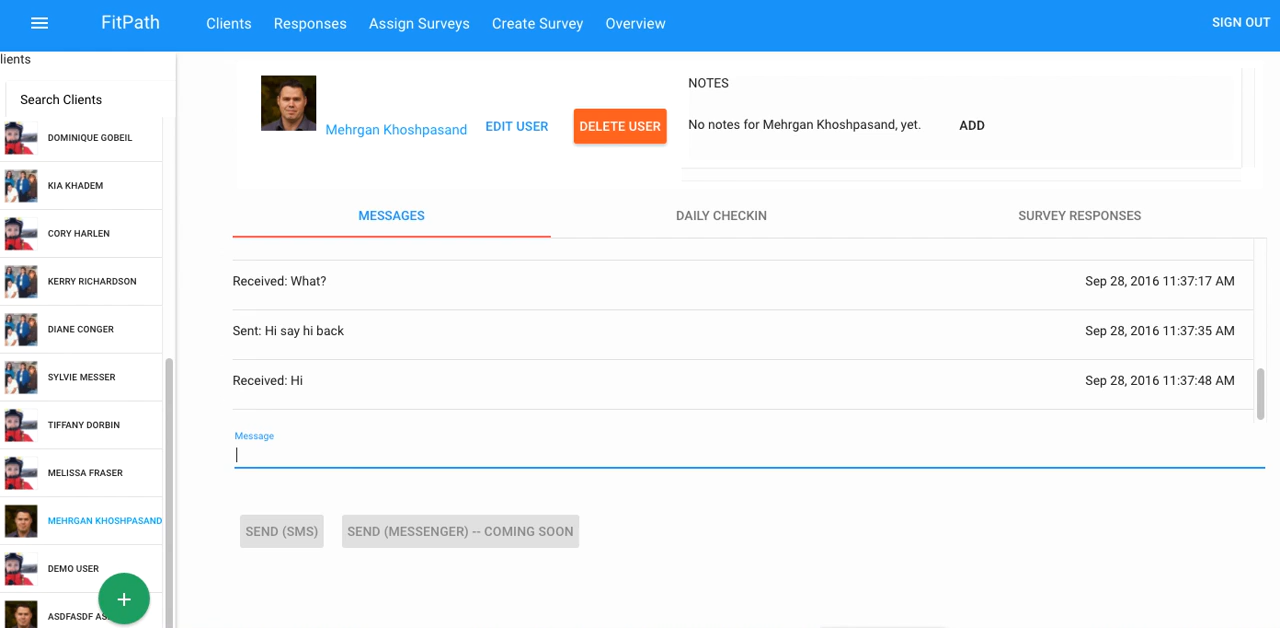 FitPath Clients Responses Assign Surveys Create Survey Overview SIGN OUT
lients
Search Clients
DOMINIQUE GOBEIL
KIA KHADEM
CORY HARLEN
KERRY RICHARDSON
DIANE CONGER
SYLVIE MESSER
TIFFANY DORBIN
MELISSA FRASER
MEHRGAN KHOSHPASAND
DEMO USER
ASDFASDF AS
+
Mehrgan Khoshpasand EDIT USER DELETE USER
NOTES
No notes for Mehrgan Khoshpasand, yet. ADD
MESSAGES DAILY CHECKIN SURVEY RESPONSES
Received: What? Sep 28, 2016 11:37:17 AM
Sent: Hi say hi back Sep 28, 2016 11:37:35 AM
Received: Hi Sep 28, 2016 11:37:48 AM
Message
SEND (SMS) SEND (MESSENGER) -- COMING SOON